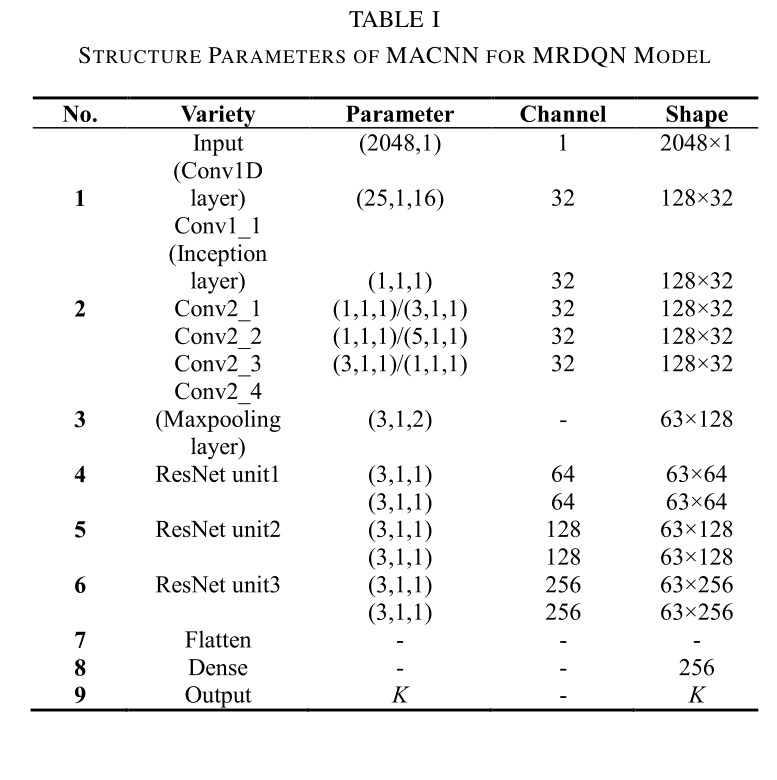 TABLE I
STRUCTURE PARAMETERS OF MACNN FOR MRDQN MODEL
No. Variety Parameter Channel Shape
Input (2048,1) 1 2048×1
(Conv1D
1 layer) (25,1,16) 32 128×32
Conv1_1
(Inception
layer) (1,1,1) 32 128×32
2 Conv2_1 (1,1,1)/(3,1,1) 32 128×32
Conv2_2 (1,1,1)/(5,1,1) 32 128×32
Conv2_3 (3,1,1)/(1,1,1) 32 128×32
Conv2_4
3 (Maxpooling (3,1,2) - 63×128
layer)
4 ResNet unit1 (3,1,1) 64 63×64
(3,1,1) 64 63×64
5 ResNet unit2 (3,1,1) 128 63×128
(3,1,1) 128 63×128
6 ResNet unit3 (3,1,1) 256 63×256
(3,1,1) 256 63×256
7 Flatten - - -
8 Dense - - 256
9 Output K - K